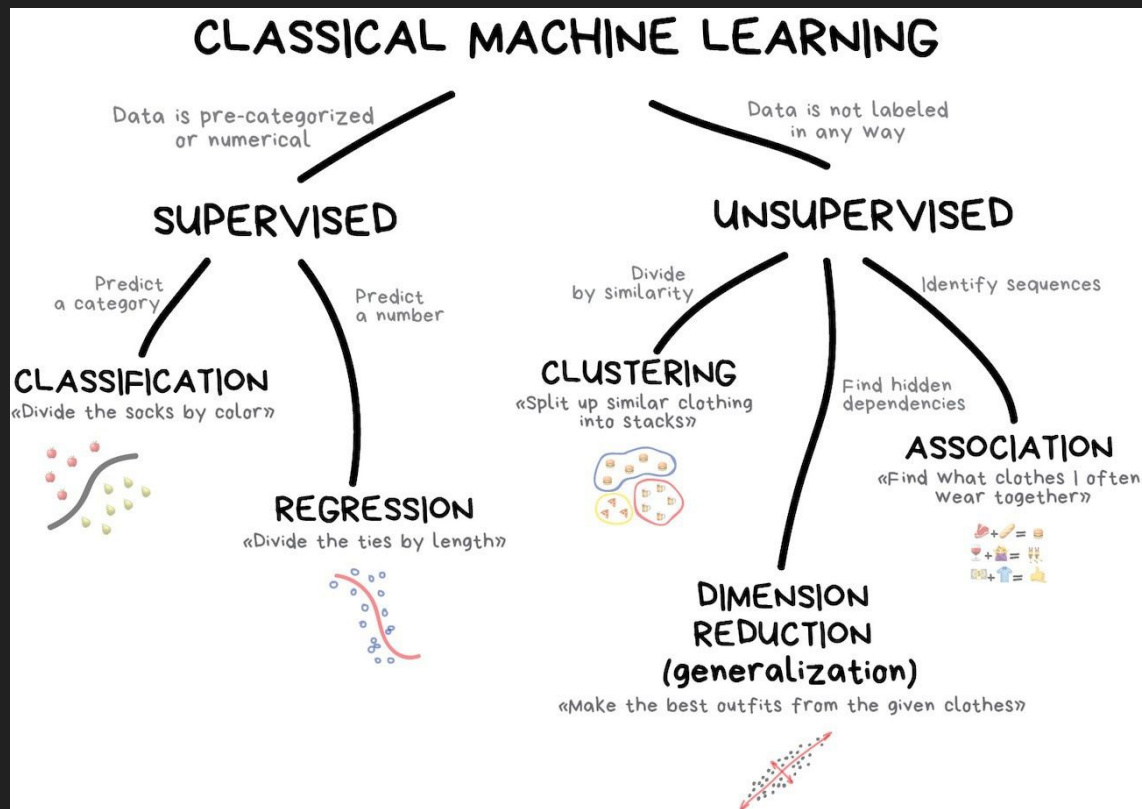 CLASSICAL MACHINE LEARNING
Data is pre-categorized
or numerical
Data is not labeled
in any way
SUPERVISED
UNSUPERVISED
Predict
a category
Predict
a number
Divide
by similarity
Identify sequences
CLASSIFICATION
«Divide the socks by color»
CLUSTERING
«Split up similar clothing
into stacks»
Find hidden
dependencies
ASSOCIATION
«Find what clothes I often
wear together»
REGRESSION
«Divide the ties by length»
+ =
+ =
+ =
DIMENSION
REDUCTION
(generalization)
«Make the best outfits from the given clothes»